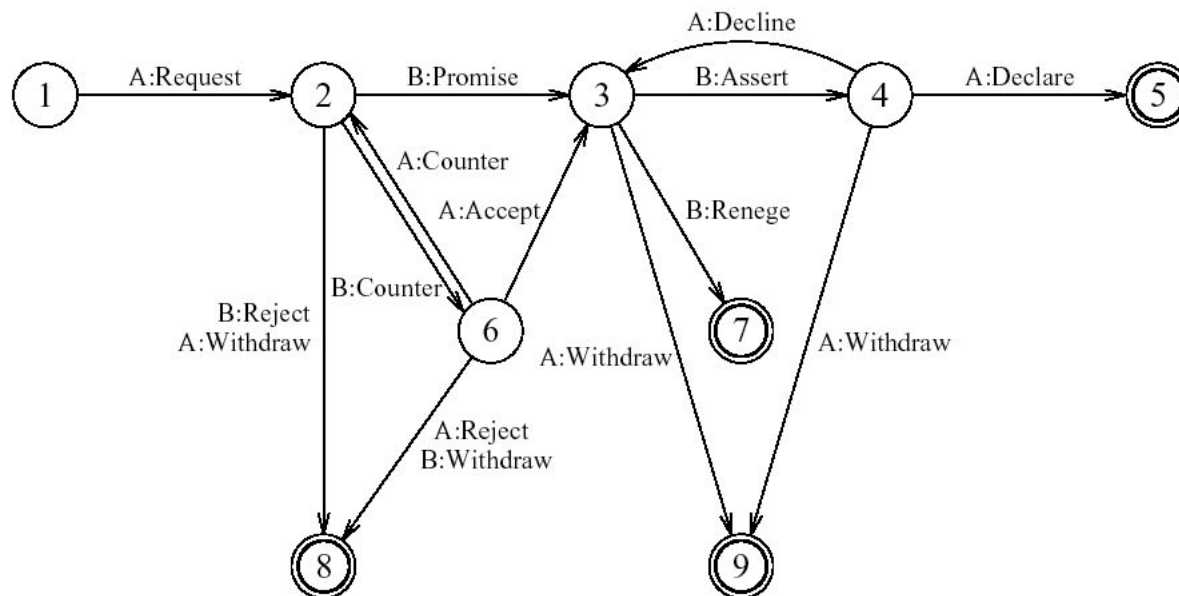 A:Decline
1
A:Request
2
B:Promise
3
B:Assert
4
A:Declare
5
A:Counter
A:Accept
B:Renege
B:Counter
B:Reject
A:Withdraw
6
7
A:Withdraw
A:Withdraw
A:Reject
B:Withdraw
8
9